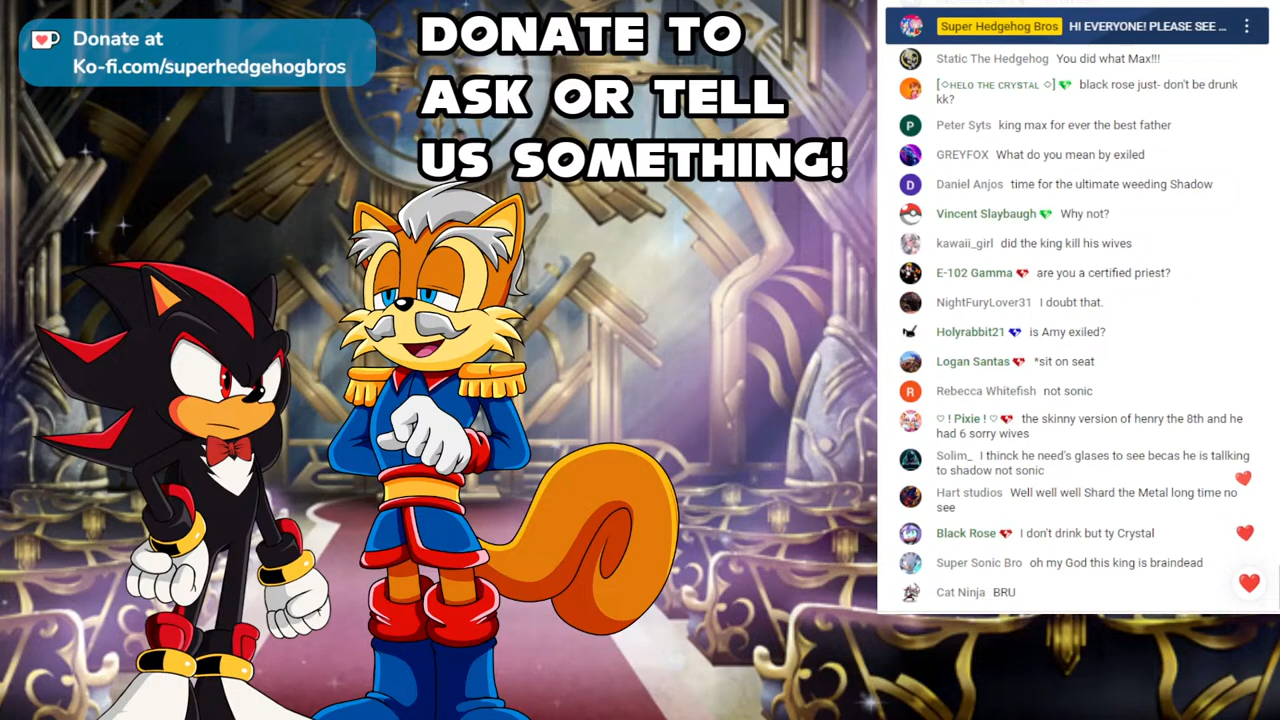 Donate at
Ko-fi.com/superhedgehogbros
DONATE TO
ASK OR TELL
US SOMETHING!
Super Hedgehog Bros HI EVERYONE! PLEASE SEE ...
Static The Hedgehog You did what Max!!!
[◇HELO THE CRYSTAL ◇] black rose just- don't be drunk
kk?
P
Peter Syts king max for ever the best father
GREYFOX What do you mean by exiled
D
Daniel Anjos time for the ultimate weeding Shadow
Vincent Slaybaugh Why not?
kawaii_girl did the king kill his wives
E-102 Gamma are you a certified priest?
NightFuryLover31 I doubt that.
Holyrabbit21 is Amy exiled?
Logan Santas *sit on seat
R
Rebecca Whitefish not sonic
♡ ! Pixie ! ♡ the skinny version of henry the 8th and he
had 6 sorry wives
Solim_ I thinck he need's glases to see becas he is tallking
to shadow not sonic
Hart studios Well well well Shard the Metal long time no
see
Black Rose I don't drink but ty Crystal
Super Sonic Bro oh my God this king is braindead
Cat Ninja BRU